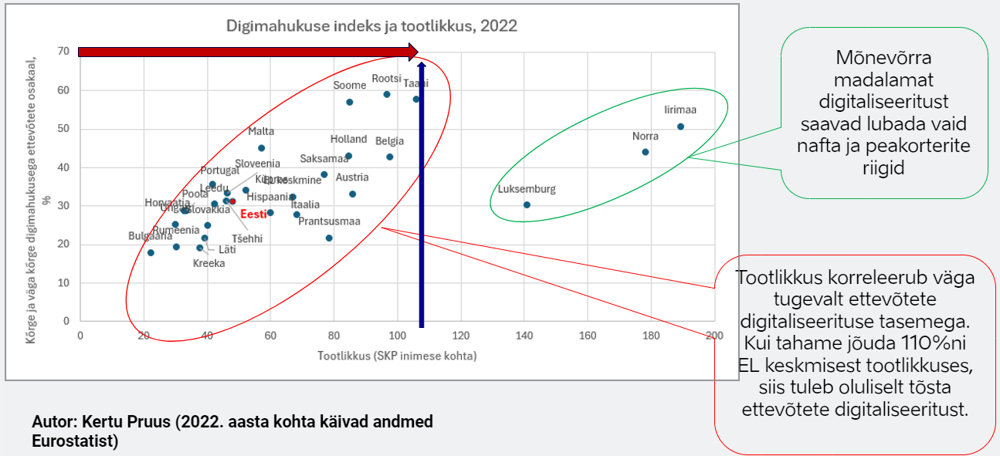 Digimahukuse indeks ja tootlikkus, 2022
Kõrge ja väga kõrge digimahukusega ettevõtete osakaal,
%
70
60
50
40
30
20
10
0
0
20
40
60
80
100
120
140
160
180
200
Tootlikkus (SKP inimese kohta)
Soome
Rootsi
Taani
Malta
Holland
Belgia
Sloveenia
Saksamaa
Portugal
Küpros
EL keskmine
Austria
Leedu
Poola
Hispaania
Horvaatia
Ungari
Slovakkia
Eesti
Itaalia
Prantsusmaa
Rumeenia
Bulgaaria
Tšehhi
Läti
Kreeka
Iirimaa
Norra
Luksemburg
Mõnevõrra
madalamat
digitaliseeritust
saavad lubada vaid
nafta ja peakorterite
riigid
Tootlikkus korreleerub väga
tugevalt ettevõtete
digitaliseerituse tasemega.
Kui tahame jõuda 110%ni
EL keskmisest tootlikkuses,
siis tuleb oluliselt tõsta
ettevõtete digitaliseeritust.
Autor: Kertu Pruus (2022. aasta kohta käivad andmed
Eurostatist)